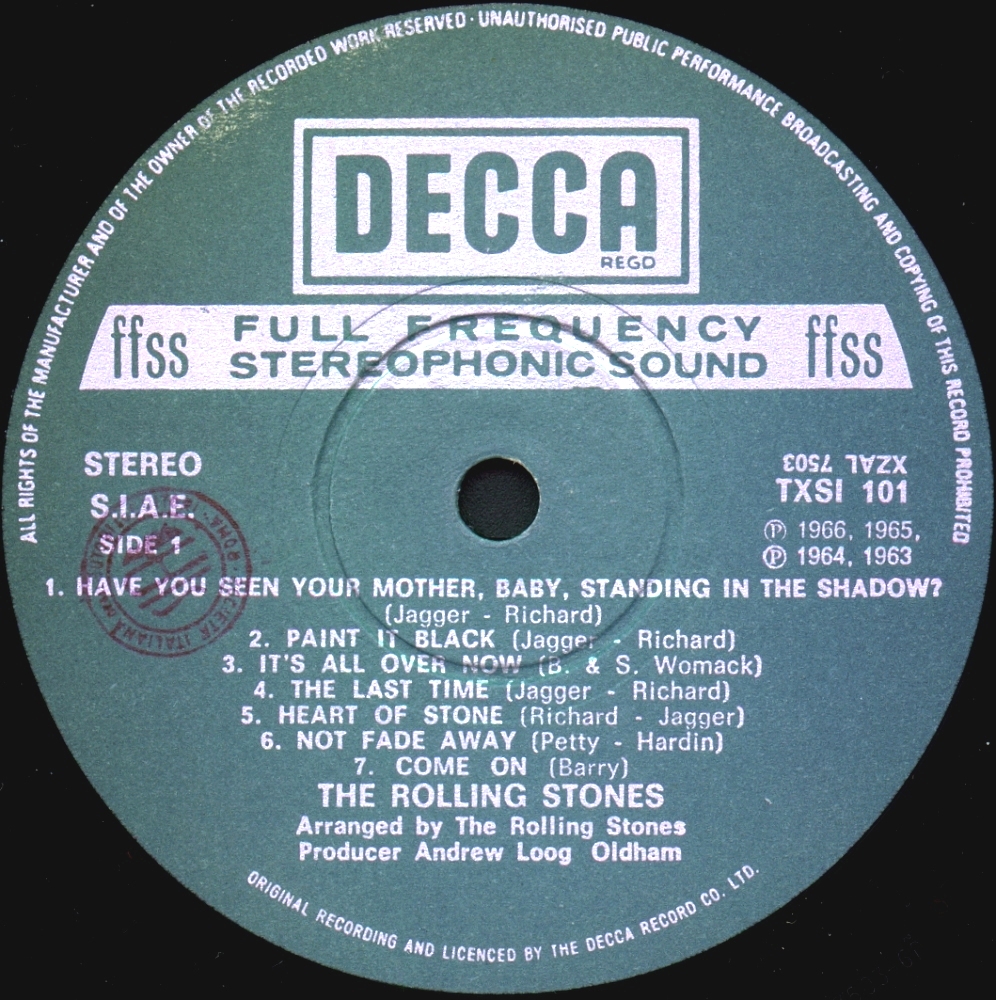 ALL RIGHTS OF THE MANUFACTURER AND OF THE OWNER OF THE RECORDED WORK RESERVED · UNAUTHORISED PUBLIC PERFORMANCE BROADCASTING AND COPYING OF THIS RECORD PROHIBITED
DECCA
REGD
ffss FULL FREQUENCY ffss
STEREOPHONIC SOUND
STEREO
XZAL 7503
S.I.A.E.
TXSI 101
SIDE 1
Ⓟ 1966, 1965,
Ⓟ 1964, 1963
ROMA
ITALIANA
1. HAVE YOU SEEN YOUR MOTHER, BABY, STANDING IN THE SHADOW?
(Jagger - Richard)
2. PAINT IT BLACK (Jagger - Richard)
3. IT'S ALL OVER NOW (B. & S. Womack)
4. THE LAST TIME (Jagger - Richard)
5. HEART OF STONE (Richard - Jagger)
6. NOT FADE AWAY (Petty - Hardin)
7. COME ON (Barry)
THE ROLLING STONES
Arranged by The Rolling Stones
Producer Andrew Loog Oldham
ORIGINAL RECORDING AND LICENCED BY THE DECCA RECORD CO. LTD.